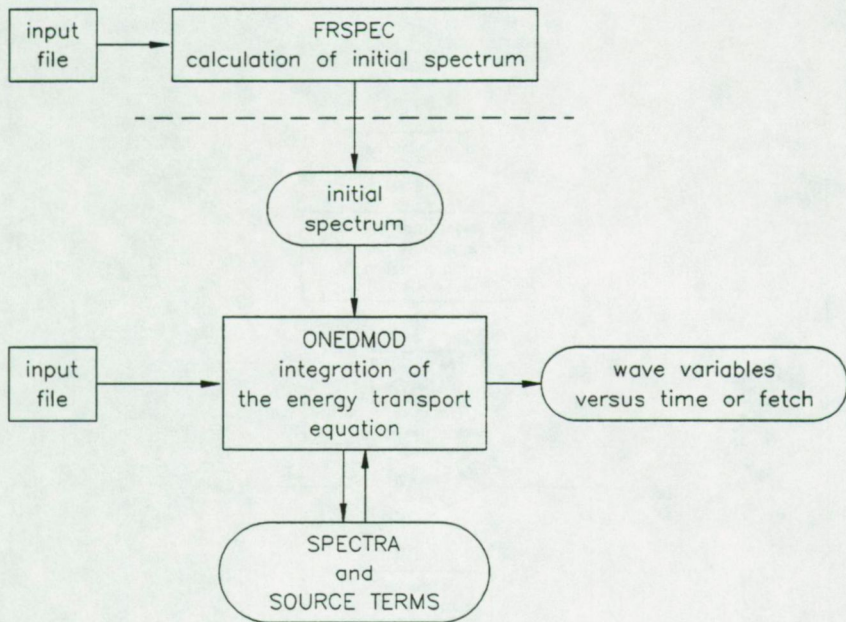 input
file
FRSPEC
calculation of initial spectrum
initial
spectrum
input
file
ONEDMOD
integration of
the energy transport
equation
wave variables
versus time or fetch
SPECTRA
and
SOURCE TERMS